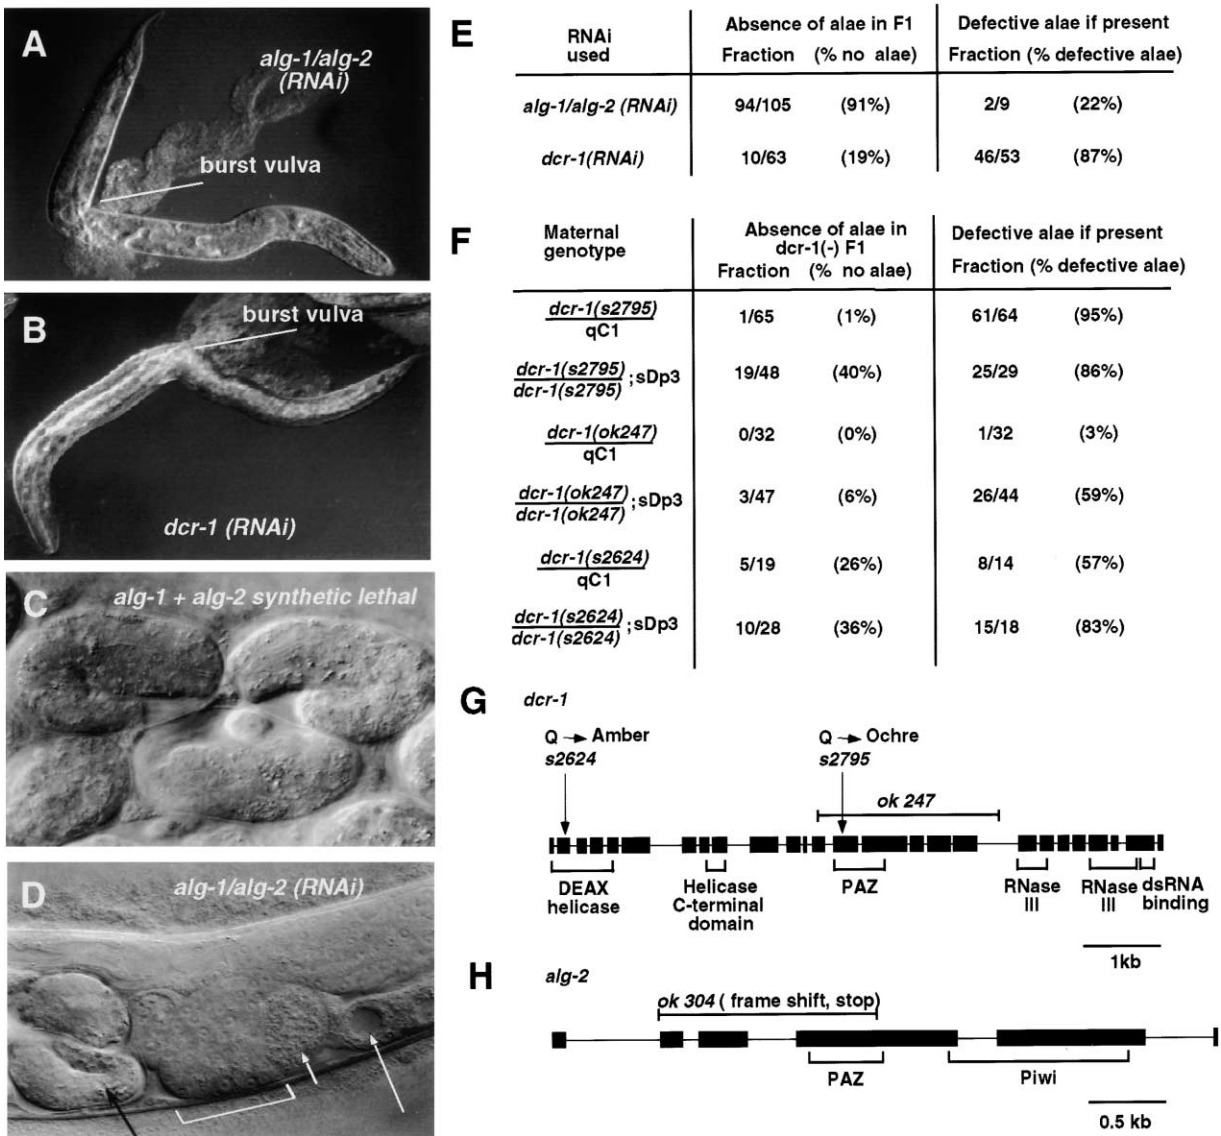 A
alg-1/alg-2
(RNAi)
burst vulva
B
burst vulva
dcr-1 (RNAi)
C
alg-1 + alg-2 synthetic lethal
D
alg-1/alg-2 (RNAi)
E
RNAi used | Absence of alae in F1 | Defective alae if present
Fraction (% no alae) | Fraction (% defective alae)
alg-1/alg-2 (RNAi) 94/105 (91%) 2/9 (22%)
dcr-1(RNAi) 10/63 (19%) 46/53 (87%)
F
Maternal genotype | Absence of alae in dcr-1(-) F1 | Defective alae if present
Fraction (% no alae) | Fraction (% defective alae)
dcr-1(s2795)
qC1
1/65 (1%) 61/64 (95%)
dcr-1(s2795)
dcr-1(s2795)
;sDp3 19/48 (40%) 25/29 (86%)
dcr-1(ok247)
qC1
0/32 (0%) 1/32 (3%)
dcr-1(ok247)
dcr-1(ok247)
;sDp3 3/47 (6%) 26/44 (59%)
dcr-1(s2624)
qC1
5/19 (26%) 8/14 (57%)
dcr-1(s2624)
dcr-1(s2624)
;sDp3 10/28 (36%) 15/18 (83%)
G
dcr-1
Q → Amber
s2624
Q → Ochre
s2795
ok 247
DEAX
helicase
Helicase
C-terminal
domain
PAZ
RNase
III
RNase
III
dsRNA
binding
1kb
H
alg-2
ok 304 ( frame shift, stop)
PAZ
Piwi
0.5 kb